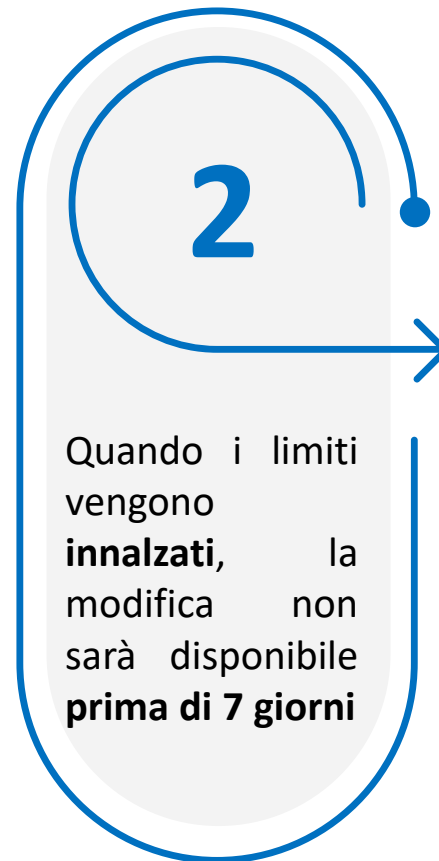 2
Quando i limiti
vengono
innalzati, la
modifica non
sarà disponibile
prima di 7 giorni